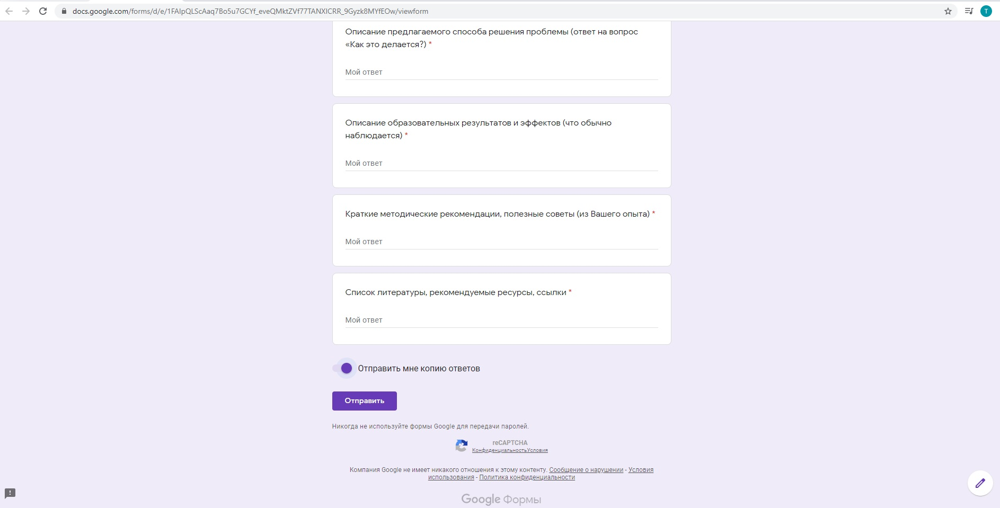 docs.google.com/forms/d/e/1FAIpQLScAaq7Bo5u7GCYf_eveQMktZVf77TANXICRR_9Gyzk8MYfEOw/viewform
T
Описание предлагаемого способа решения проблемы (ответ на вопрос
«Как это делается?) *
Мой ответ
Описание образовательных результатов и эффектов (что обычно
наблюдается) *
Мой ответ
Краткие методические рекомендации, полезные советы (из Вашего опыта) *
Мой ответ
Список литературы, рекомендуемые ресурсы, ссылки *
Мой ответ
Отправить мне копию ответов
Отправить
Никогда не используйте формы Google для передачи паролей.
reCAPTCHA
КонфиденциальностьУсловия
Компания Google не имеет никакого отношения к этому контенту. Сообщение о нарушении - Условия
использования - Политика конфиденциальности
Google Формы